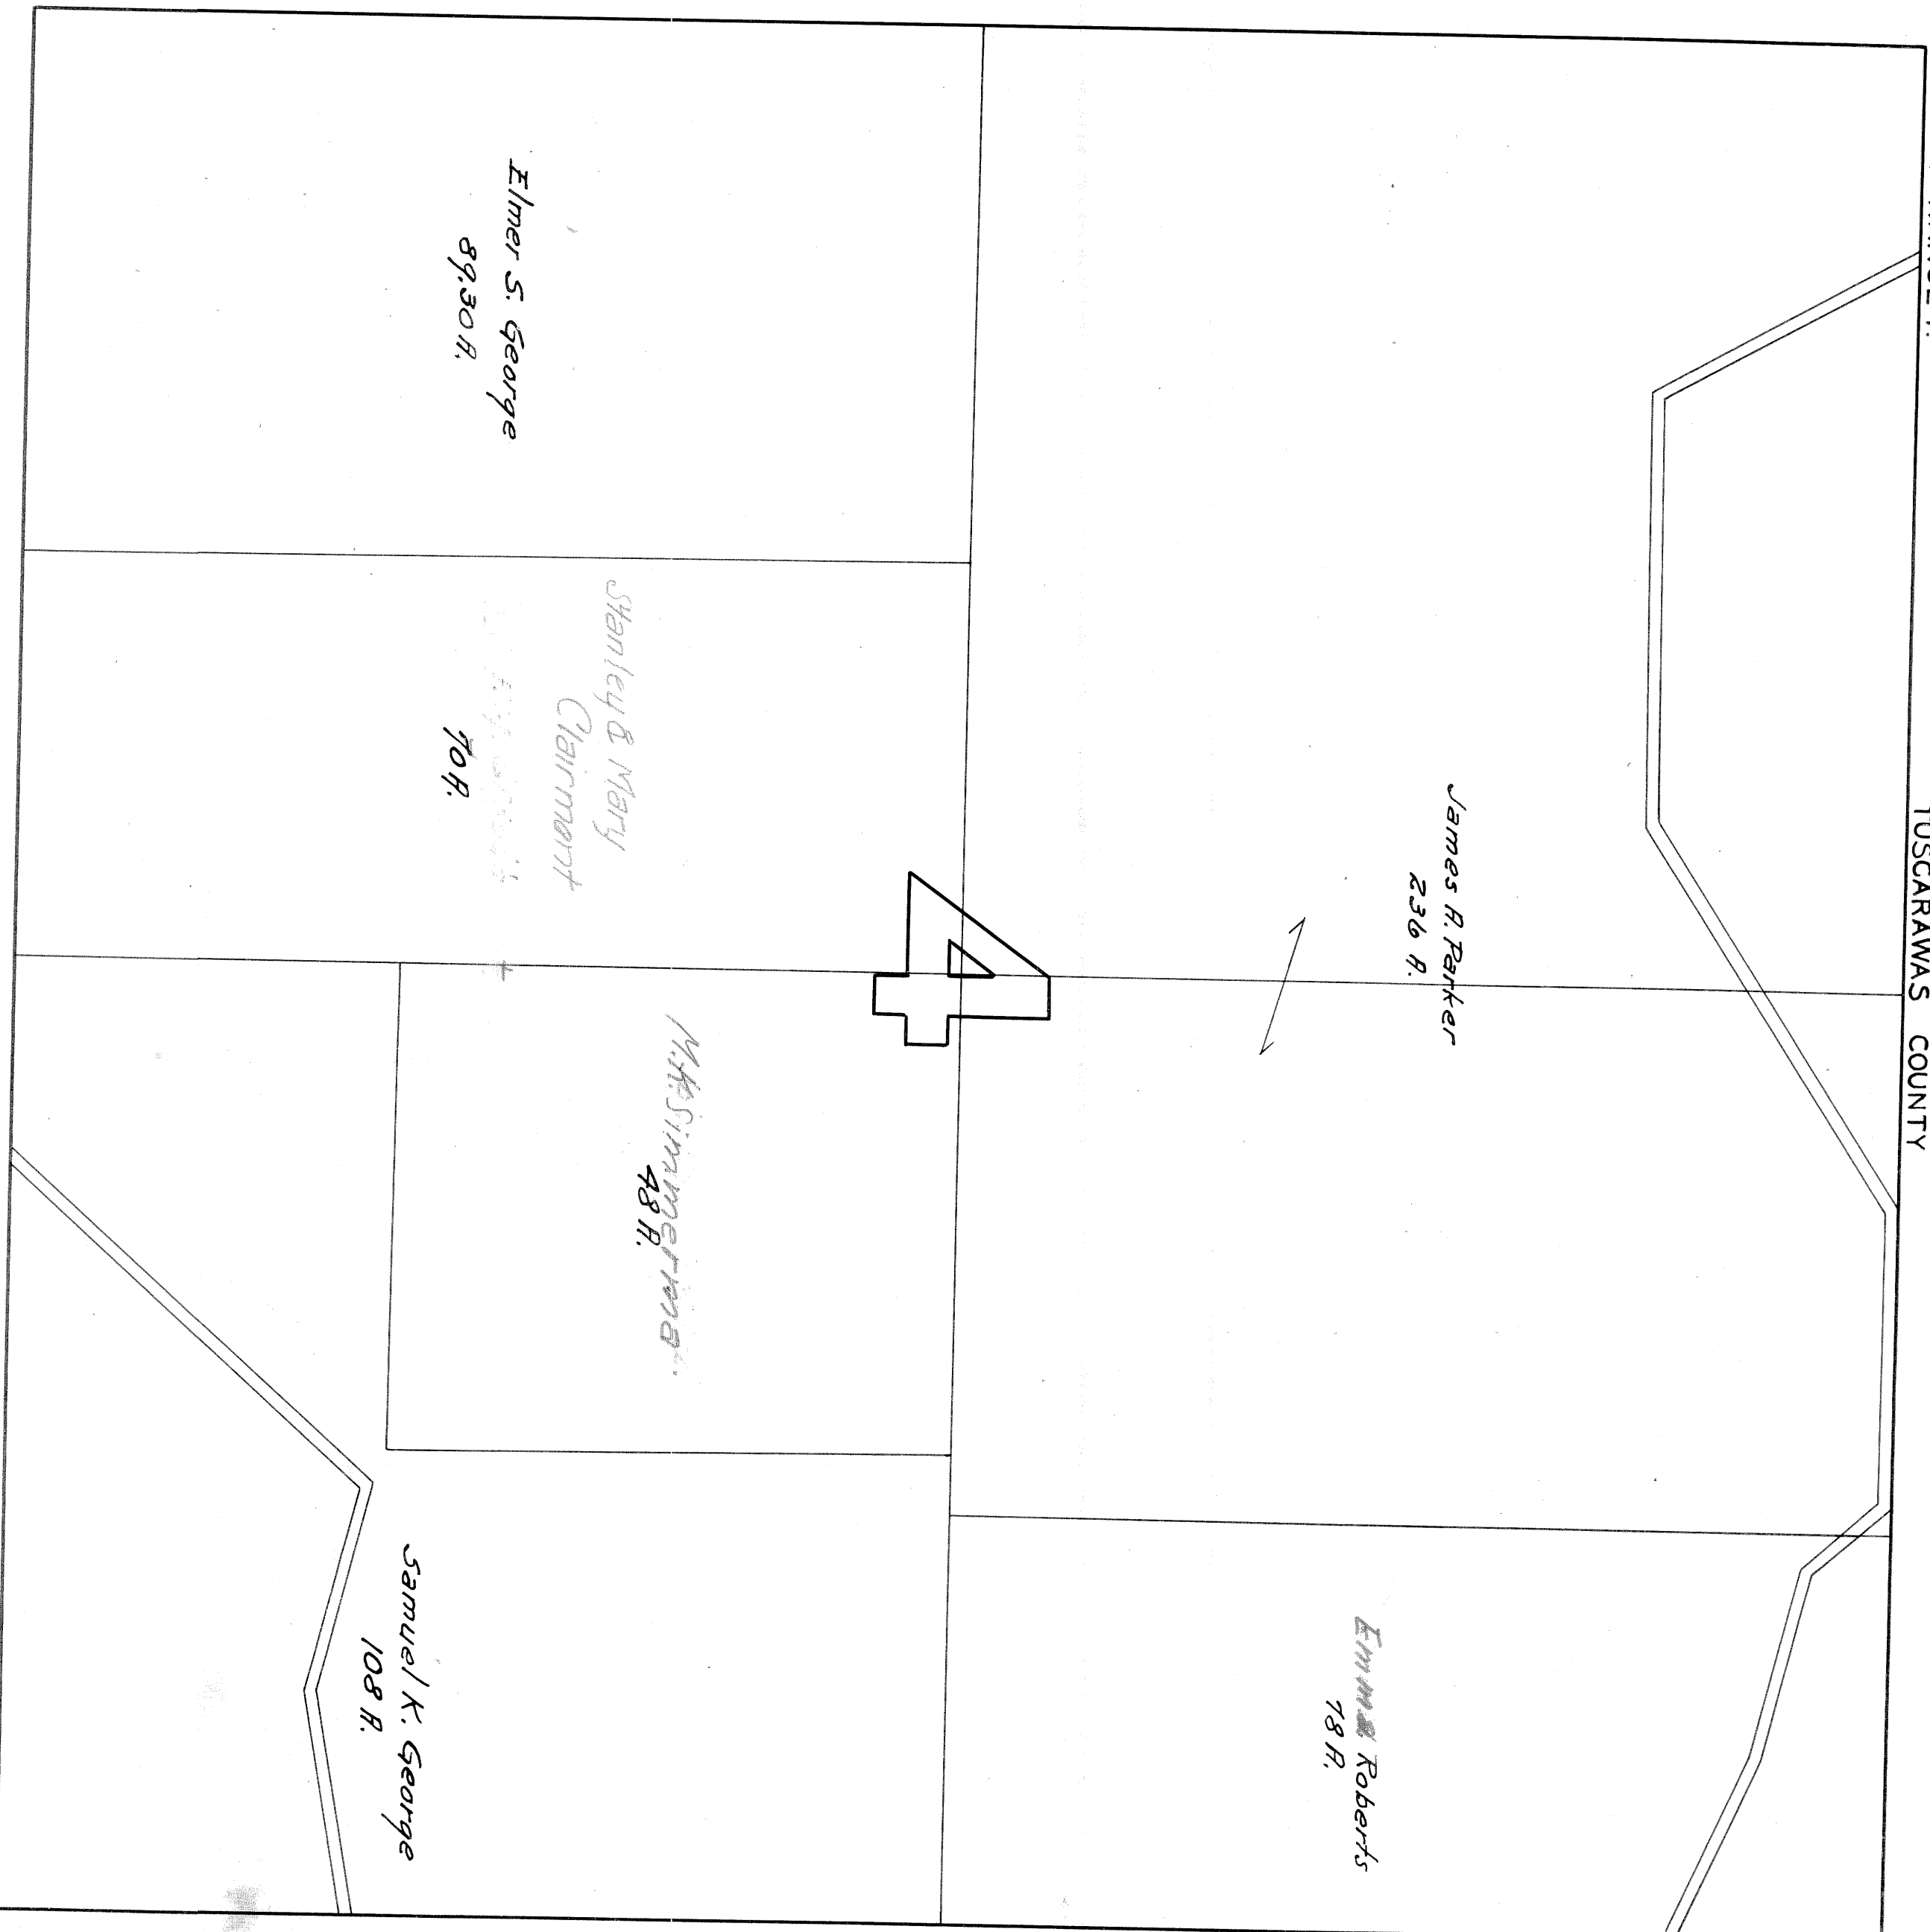 TUSCARAWAS COUNTY
James A. Parker
236 A.
Emma Roberts
78 A.
4
Elmer S. George
89.30 A.
Stanley & Mary
Clairmont
70 A.
48 A.
Samuel K. George
108 A.